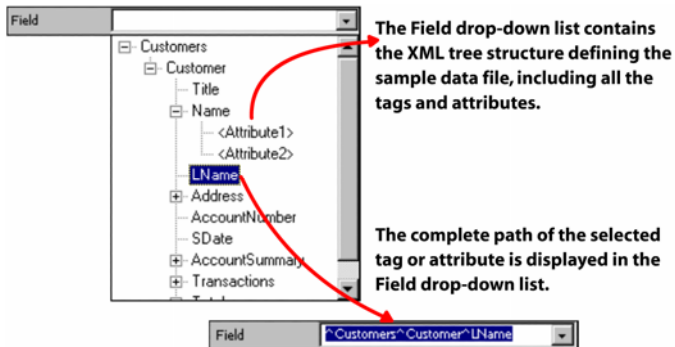 Field
Customers
Customer
Title
Name
<Attribute1>
<Attribute2>
LName
Address
AccountNumber
SDate
AccountSummary
Transactions
The Field drop-down list contains
the XML tree structure defining the
sample data file, including all the
tags and attributes.
The complete path of the selected
tag or attribute is displayed in the
Field drop-down list.
Field ^Customers^Customer^LName